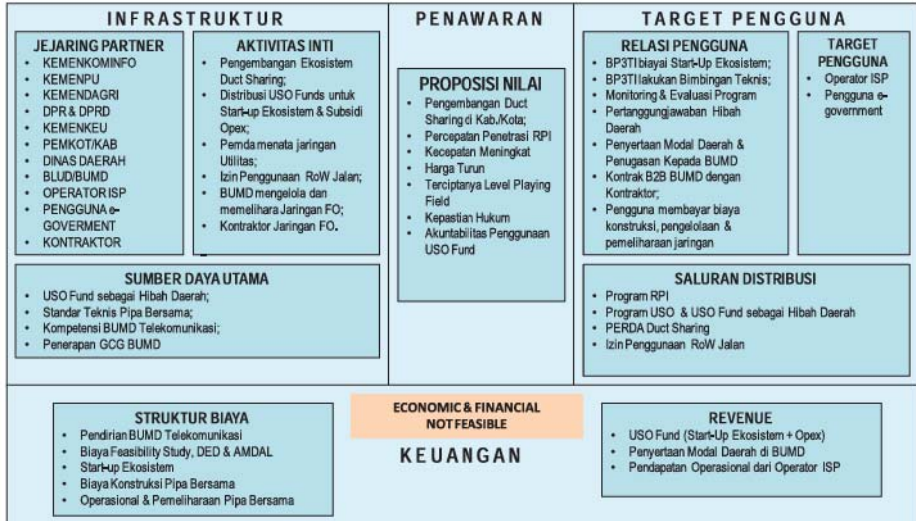 INFRASTRUKTUR
JEJARING PARTNER
• KEMENKOMINFO
• KEMENPU
• KEMENDAGRI
• DPR & DPRD
• KEMENKEU
• PEMKOT/KAB
• DINAS DAERAH
• BLUD/BUMD
• OPERATOR ISP
• PENGGUNA e-
GOVERMENT
• KONTRAKTOR
AKTIVITAS INTI
• Pengembangan Ekosistem
Duct Sharing;
• Distribusi USO Funds untuk
Start-up Ekosistem & Subsidi
Opex;
• Pemda menata jaringan
Utilitas;
• Izin Penggunaan RoW Jalan;
• BUMD mengelola dan
memelihara Jaringan FO;
• Kontraktor Jaringan FO.
SUMBER DAYA UTAMA
• USO Fund sebagai Hibah Daerah;
• Standar Teknis Pipa Bersama;
• Kompetensi BUMD Telekomunikasi;
• Penerapan GCG BUMD
PENAWARAN
PROPOSISI NILAI
• Pengembangan Duct
Sharing di Kab./Kota;
• Percepatan Penetrasi RPI
• Kecepatan Meningkat
• Harga Turun
• Terciptanya Level Playing
Field
• Kepastian Hukum
• Akuntabilitas Penggunaan
USO Fund
TARGET PENGGUNA
RELASI PENGGUNA
• BP3TI biayai Start-Up Ekosistem;
• BP3TI lakukan Bimbingan Teknis;
• Monitoring & Evaluasi Program
• Pertanggungjawaban Hibah
Daerah
• Penyertaan Modal Daerah &
Penugasan Kepada BUMD
• Kontrak B2B BUMD dengan
Kontraktor;
• Pengguna membayar biaya
konstruksi, pengelolaan &
pemeliharaan jaringan
TARGET
PENGGUNA
• Operator ISP
• Pengguna e-
government
SALURAN DISTRIBUSI
• Program RPI
• Program USO & USO Fund sebagai Hibah Daerah
• PERDA Duct Sharing
• Izin Penggunaan RoW Jalan
STRUKTUR BIAYA
• Pendirian BUMD Telekomunikasi
• Biaya Feasibility Study, DED & AMDAL
• Start-up Ekosistem
• Biaya Konstruksi Pipa Bersama
• Operasional & Pemeliharaan Pipa Bersama
ECONOMIC & FINANCIAL
NOT FEASIBLE
KEUANGAN
REVENUE
• USO Fund (Start-Up Ekosistem + Opex)
• Penyertaan Modal Daerah di BUMD
• Pendapatan Operasional dari Operator ISP